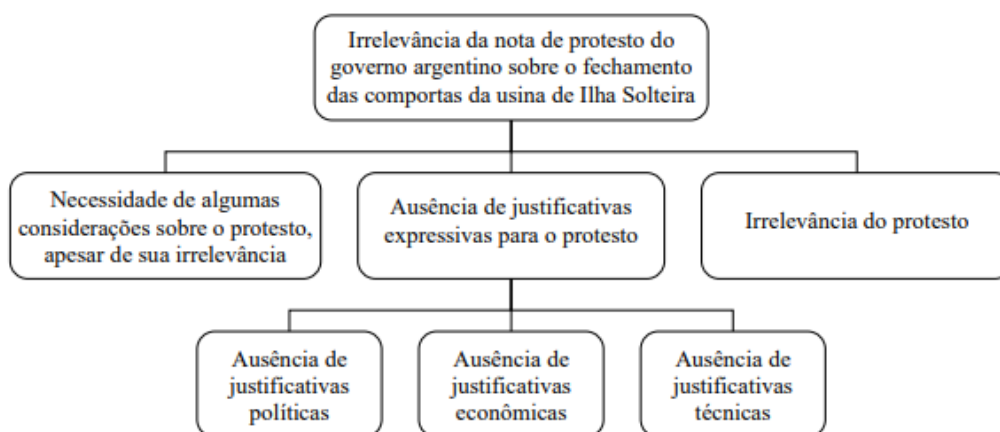 Irrelevância da nota de protesto do
governo argentino sobre o fechamento
das comportas da usina de Ilha Solteira
Necessidade de algumas
considerações sobre o protesto,
apesar de sua irrelevância
Ausência de justificativas
expressivas para o protesto
Irrelevância do protesto
Ausência de
justificativas
políticas
Ausência de
justificativas
econômicas
Ausência de
justificativas
técnicas